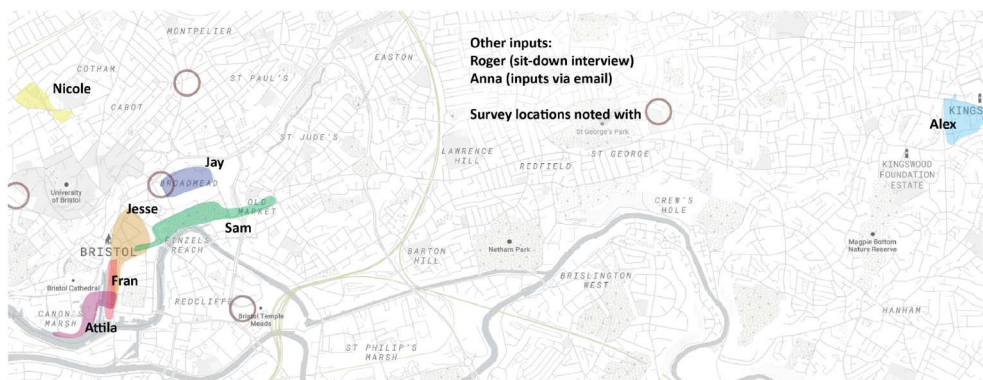 MONTPELIER
Other inputs:
Roger (sit-down interview)
Anna (inputs via email)
Survey locations noted with
EASTON
COTHAM
ST PAUL'S
Nicole
CABOT
KINGS
Alex
St George's Park
ST JUDE'S
LAWRENCE
HILL
ST GEORGE
REDFIELD
KINGSWOOD
FOUNDATION
ESTATE
Jay
BROADMEAD
University
of Bristol
Jesse
OLD
MARKET
CREW'S
HOLE
Sam
FINZELS
REACH
BRISTOL
BARTON
HILL
Netham Park
Magpie Bottom
Nature Reserve
BRISLINGTON
WEST
Fran
Bristol Cathedral
REDCLIFFE
CANON'S
MARSH
Bristol Temple
Meads
HANHAM
Attila
ST PHILIP'S
MARSH